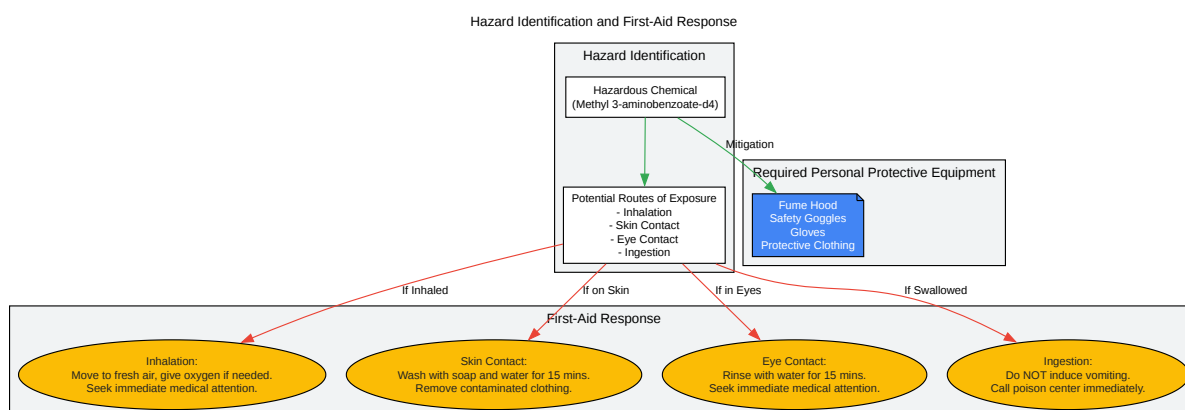 Hazard Identification and First-Aid Response
Hazard Identification
Hazardous Chemical
(Methyl 3-aminobenzoate-d4)
Mitigation
Required Personal Protective Equipment
Fume Hood
Safety Goggles
Gloves
Protective Clothing
Potential Routes of Exposure
- Inhalation
- Skin Contact
- Eye Contact
- Ingestion
If Inhaled
If on Skin
If in Eyes
If Swallowed
First-Aid Response
Inhalation:
Move to fresh air, give oxygen if needed.
Seek immediate medical attention.
Skin Contact:
Wash with soap and water for 15 mins.
Remove contaminated clothing.
Eye Contact:
Rinse with water for 15 mins.
Seek immediate medical attention.
Ingestion:
Do NOT induce vomiting.
Call poison center immediately.